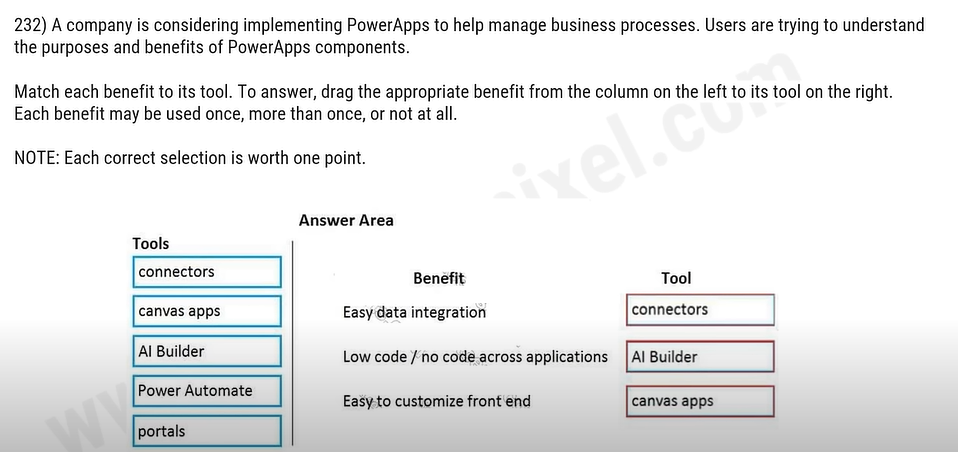 232) A company is considering implementing PowerApps to help manage business processes. Users are trying to understand
the purposes and benefits of PowerApps components.
Match each benefit to its tool. To answer, drag the appropriate benefit from the column on the left to its tool on the right.
Each benefit may be used once, more than once, or not at all.
NOTE: Each correct selection is worth one point.
Answer Area
Tools
connectors
canvas apps
AI Builder
Power Automate
portals
Benefit
Tool
Easy data integration
connectors
Low code / no code across applications
AI Builder
Easy to customize front end
canvas apps